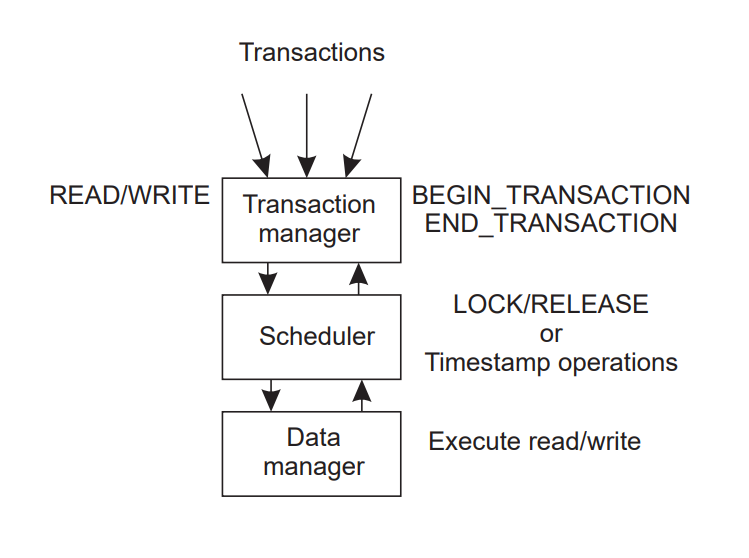 Transactions
READ/WRITE
Transaction
manager
BEGIN_TRANSACTION
END_TRANSACTION
Scheduler
LOCK/RELEASE
or
Timestamp operations
Data
manager
Execute read/write